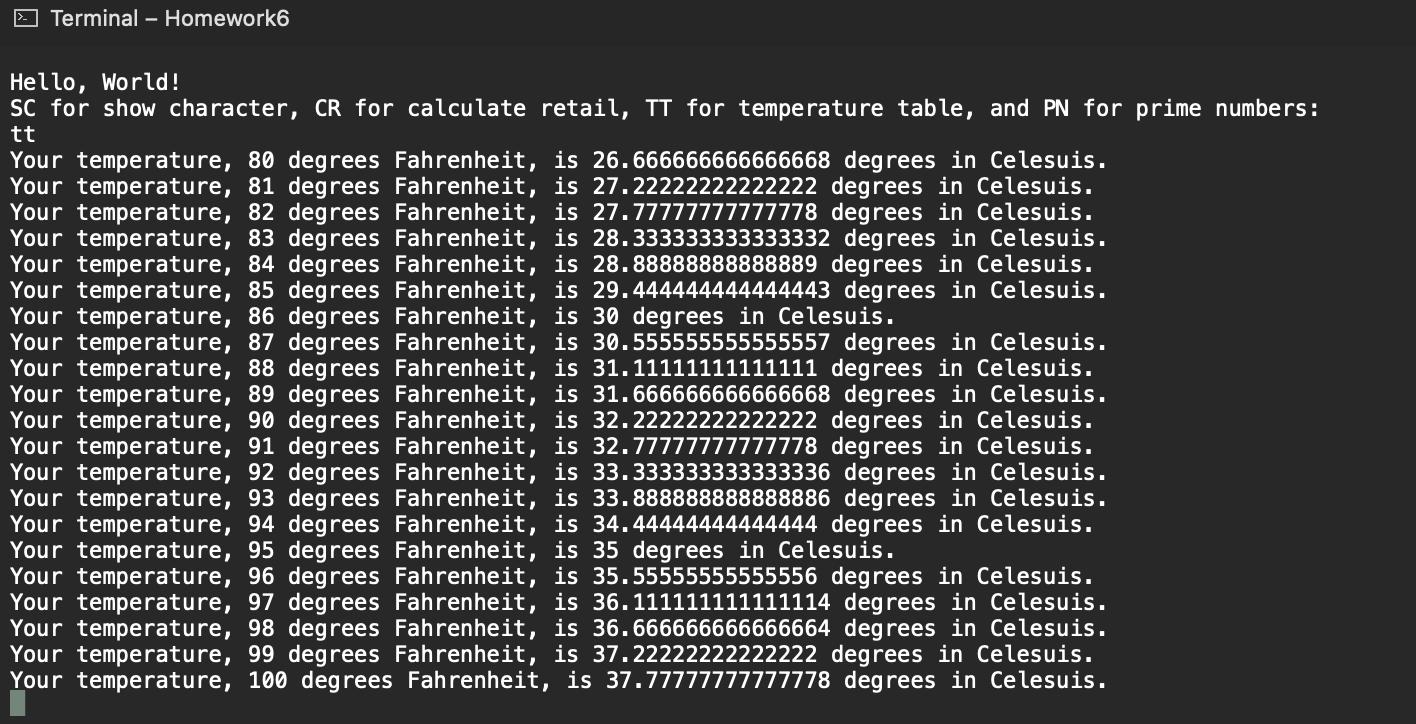 Terminal – Homework6
Hello, World!
SC for show character, CR for calculate retail, TT for temperature table, and PN for prime numbers:
tt
Your temperature, 80 degrees Fahrenheit, is 26.666666666666668 degrees in Celesuis.
Your temperature, 81 degrees Fahrenheit, is 27.22222222222222 degrees in Celesuis.
Your temperature, 82 degrees Fahrenheit, is 27.77777777777778 degrees in Celesuis.
Your temperature, 83 degrees Fahrenheit, is 28.333333333333332 degrees in Celesuis.
Your temperature, 84 degrees Fahrenheit, is 28.88888888888889 degrees in Celesuis.
Your temperature, 85 degrees Fahrenheit, is 29.444444444444443 degrees in Celesuis.
Your temperature, 86 degrees Fahrenheit, is 30 degrees in Celesuis.
Your temperature, 87 degrees Fahrenheit, is 30.555555555555557 degrees in Celesuis.
Your temperature, 88 degrees Fahrenheit, is 31.11111111111111 degrees in Celesuis.
Your temperature, 89 degrees Fahrenheit, is 31.666666666666668 degrees in Celesuis.
Your temperature, 90 degrees Fahrenheit, is 32.22222222222222 degrees in Celesuis.
Your temperature, 91 degrees Fahrenheit, is 32.77777777777778 degrees in Celesuis.
Your temperature, 92 degrees Fahrenheit, is 33.333333333333336 degrees in Celesuis.
Your temperature, 93 degrees Fahrenheit, is 33.888888888888886 degrees in Celesuis.
Your temperature, 94 degrees Fahrenheit, is 34.44444444444444 degrees in Celesuis.
Your temperature, 95 degrees Fahrenheit, is 35 degrees in Celesuis.
Your temperature, 96 degrees Fahrenheit, is 35.55555555555556 degrees in Celesuis.
Your temperature, 97 degrees Fahrenheit, is 36.111111111111114 degrees in Celesuis.
Your temperature, 98 degrees Fahrenheit, is 36.666666666666664 degrees in Celesuis.
Your temperature, 99 degrees Fahrenheit, is 37.22222222222222 degrees in Celesuis.
Your temperature, 100 degrees Fahrenheit, is 37.77777777777778 degrees in Celesuis.